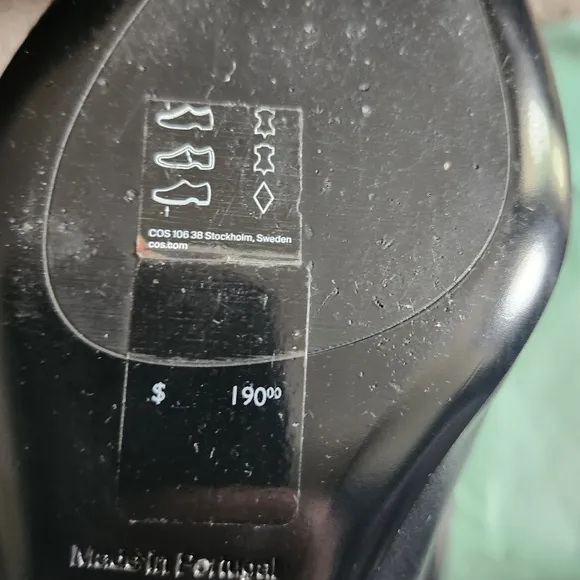 COS 106 38 Stockholm, Sweden
cos.com
$ 190.00
Made in Portugal